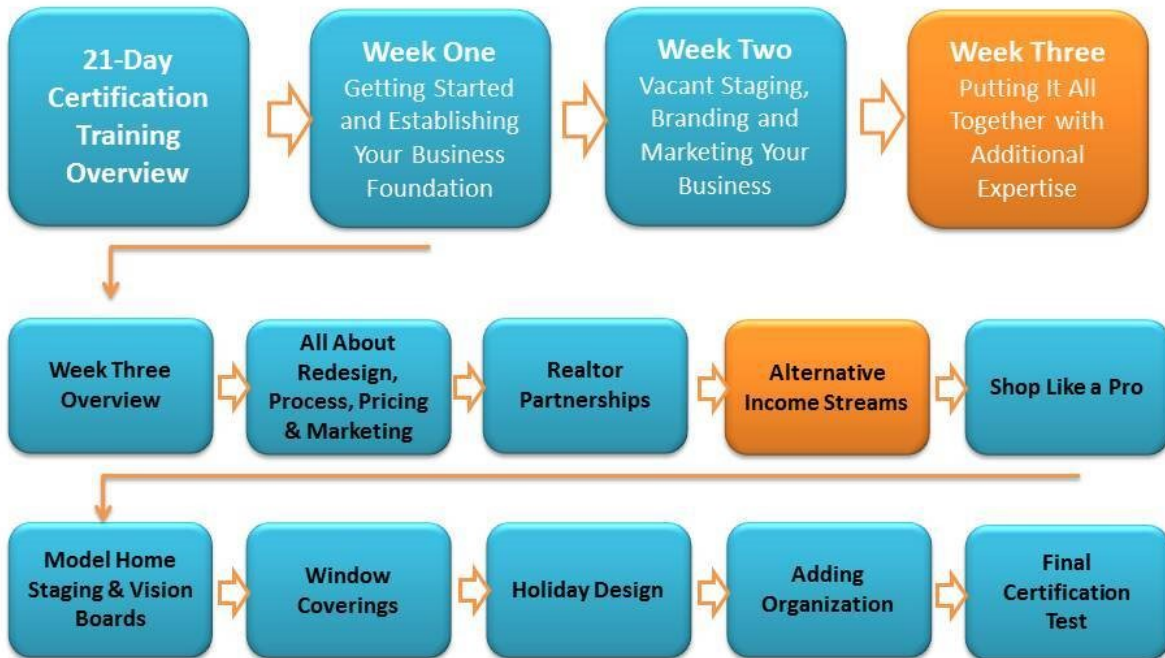 21-Day
Certification
Training
Overview
Week One
Getting Started
and Establishing
Your Business
Foundation
Week Two
Vacant Staging,
Branding and
Marketing Your
Business
Week Three
Putting It All
Together with
Additional
Expertise
Week Three
Overview
All About
Redesign,
Process, Pricing
& Marketing
Realtor
Partnerships
Alternative
Income Streams
Shop Like a Pro
Model Home
Staging & Vision
Boards
Window
Coverings
Holiday Design
Adding
Organization
Final
Certification
Test